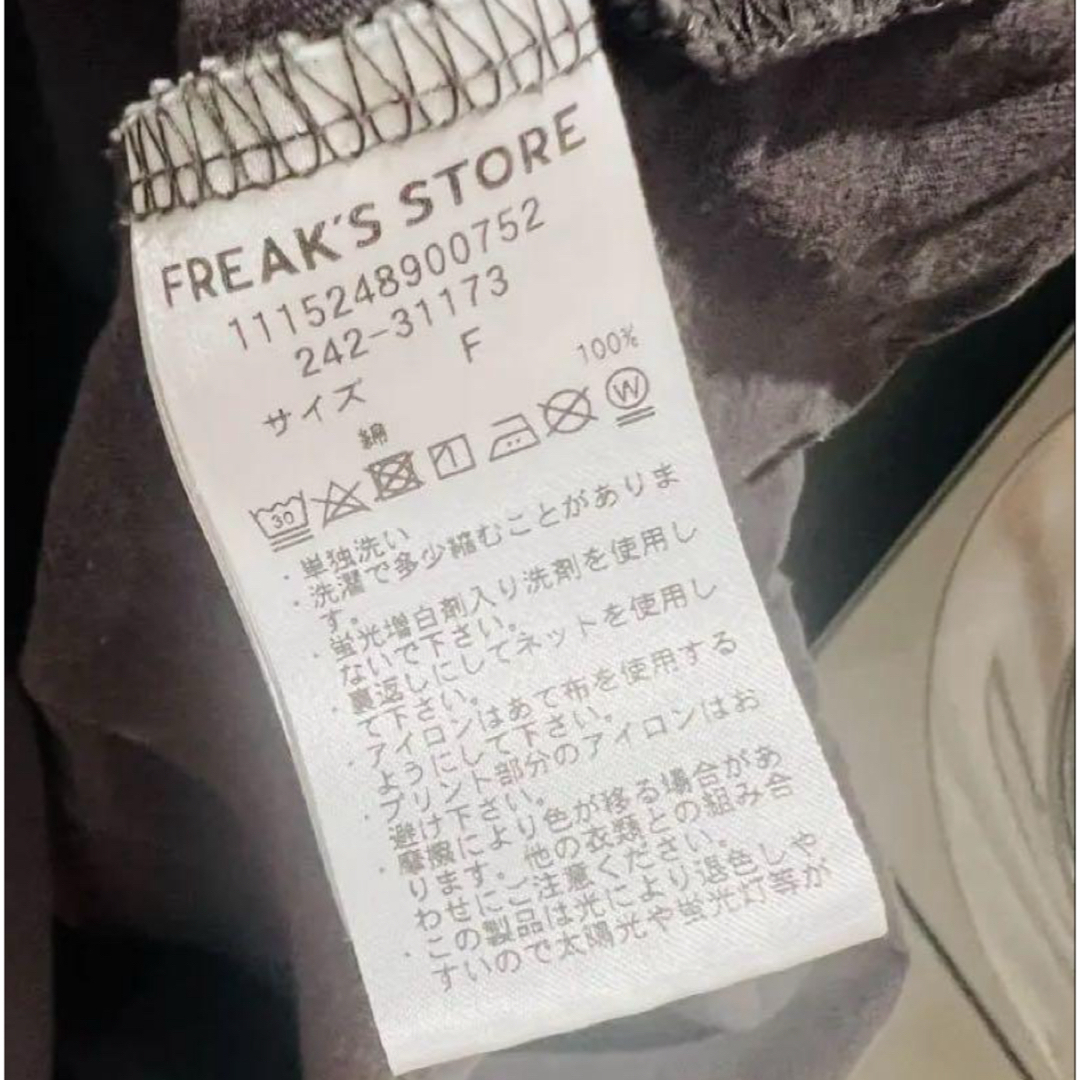 FREAK'S STORE
1115248900752
242-31173
サイズ F
綿 100%
30 1 W
・単独洗い
・洗濯で多少縮むことがありま
す。
・蛍光増白剤入り洗剤を使用し
ないで下さい。
・裏返しにしてネットを使用し
て下さい。
・アイロンはあて布を使用する
ようにして下さい。
・プリント部分のアイロンはお
避け下さい。
・摩擦により色が移る場合があ
ります。他の衣類との組み合
わせにご注意ください。
・この製品は光により退色しや
すいので太陽光や蛍光灯等が